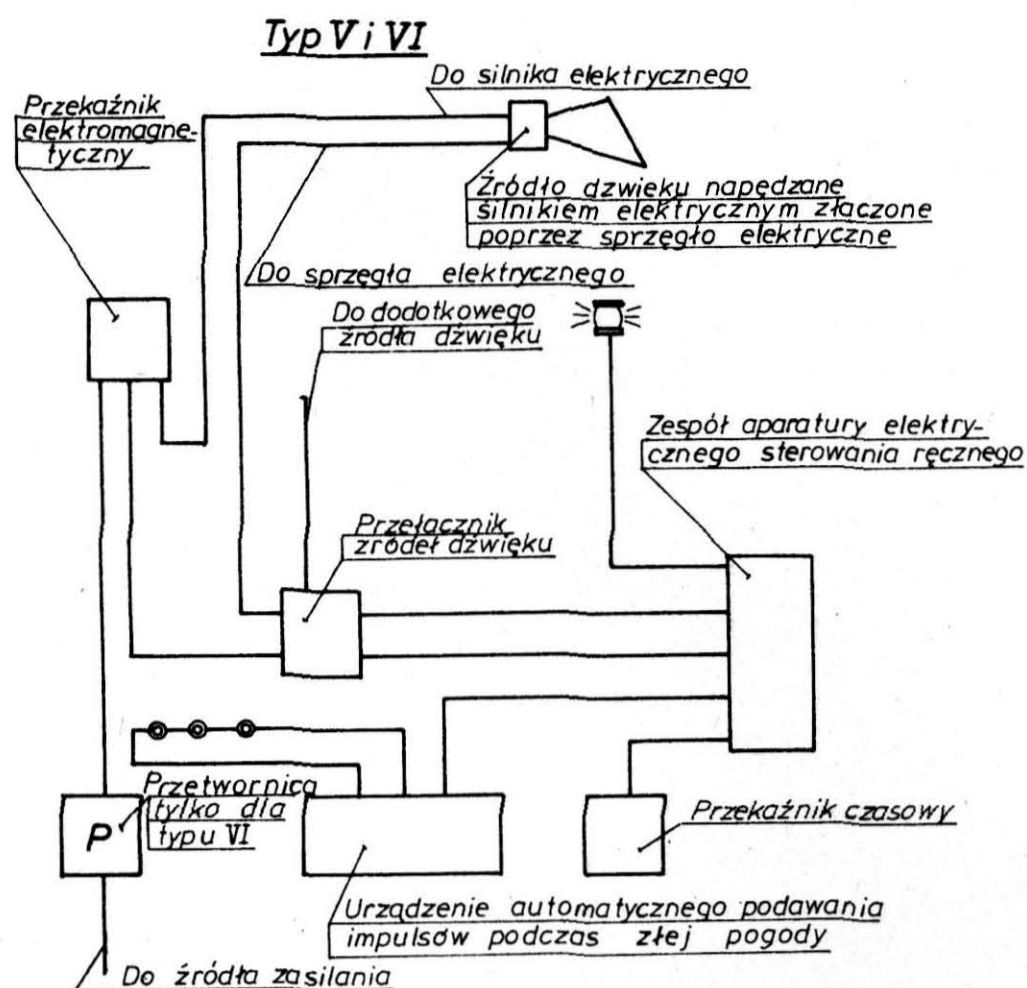 Typ V i VI
Do silnika elektrycznego
Przekaźnik
elektromagne-
tyczny
Źródło dzwieku napędzane
silnikiem elektrycznym złaczone
poprzez sprzęgło elektryczne
Do sprzęgła elektrycznego
Do dodotkowego
źródła dźwięku
Zespół aparatury elektry-
cznego sterowania ręcznego
Przełacznik
zródeł dźwięku
Przetwornica
tylko dla
typu VI
P
Przekaźnik czasowy
Urządzenie automatycznego podawania
impulsów podczas złej pogody
Do źródła zasilania